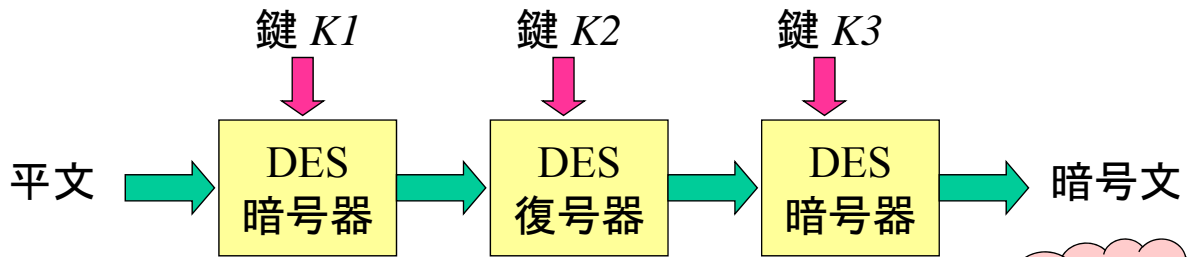 鍵 K1 鍵 K2 鍵 K3
平文 DES 暗号器 DES 復号器 DES 暗号器 暗号文